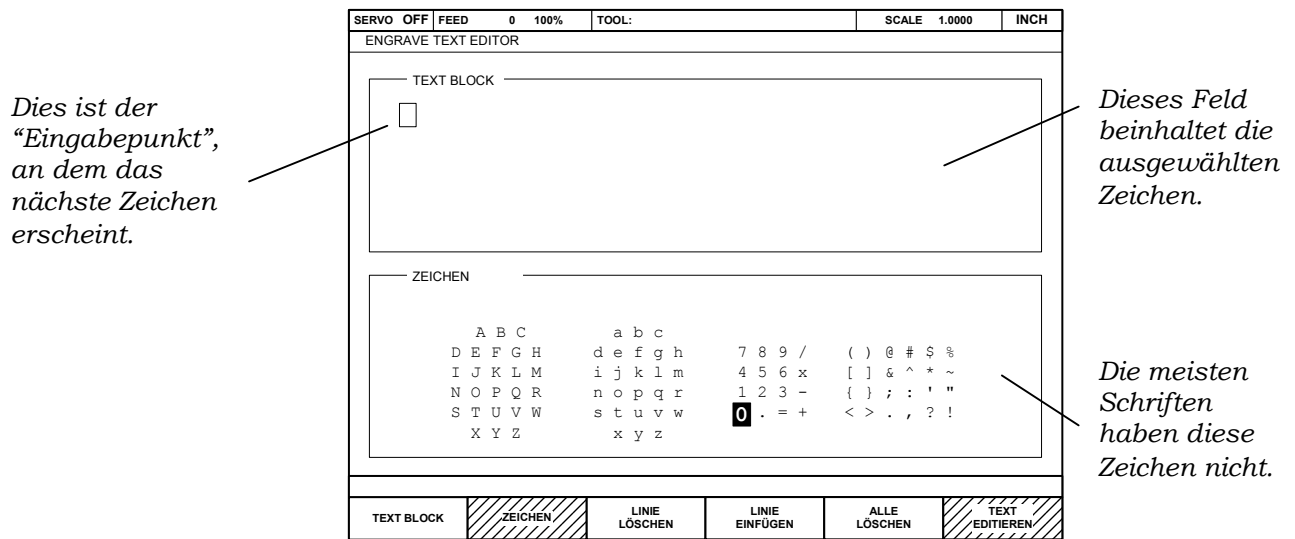 SERVO OFF FEED 0 100% TOOL: SCALE 1.0000 INCH
ENGRAVE TEXT EDITOR
TEXT BLOCK
Dies ist der
“Eingabepunkt”,
an dem das
nächste Zeichen
erscheint.
Dieses Feld
beinhaltet die
ausgewählten
Zeichen.
ZEICHEN
A B C a b c
D E F G H d e f g h 7 8 9 / ( ) @ # $ %
I J K L M i j k l m 4 5 6 x [ ] & ^ * ~
N O P Q R n o p q r 1 2 3 - { } ; : ' "
S T U V W s t u v w 0 . = + < > . , ? !
X Y Z x y z
Die meisten
Schriften
haben diese
Zeichen nicht.
TEXT BLOCK
ZEICHEN
LINIE
LÖSCHEN
LINIE
EINFÜGEN
ALLE
LÖSCHEN
TEXT
EDITIEREN